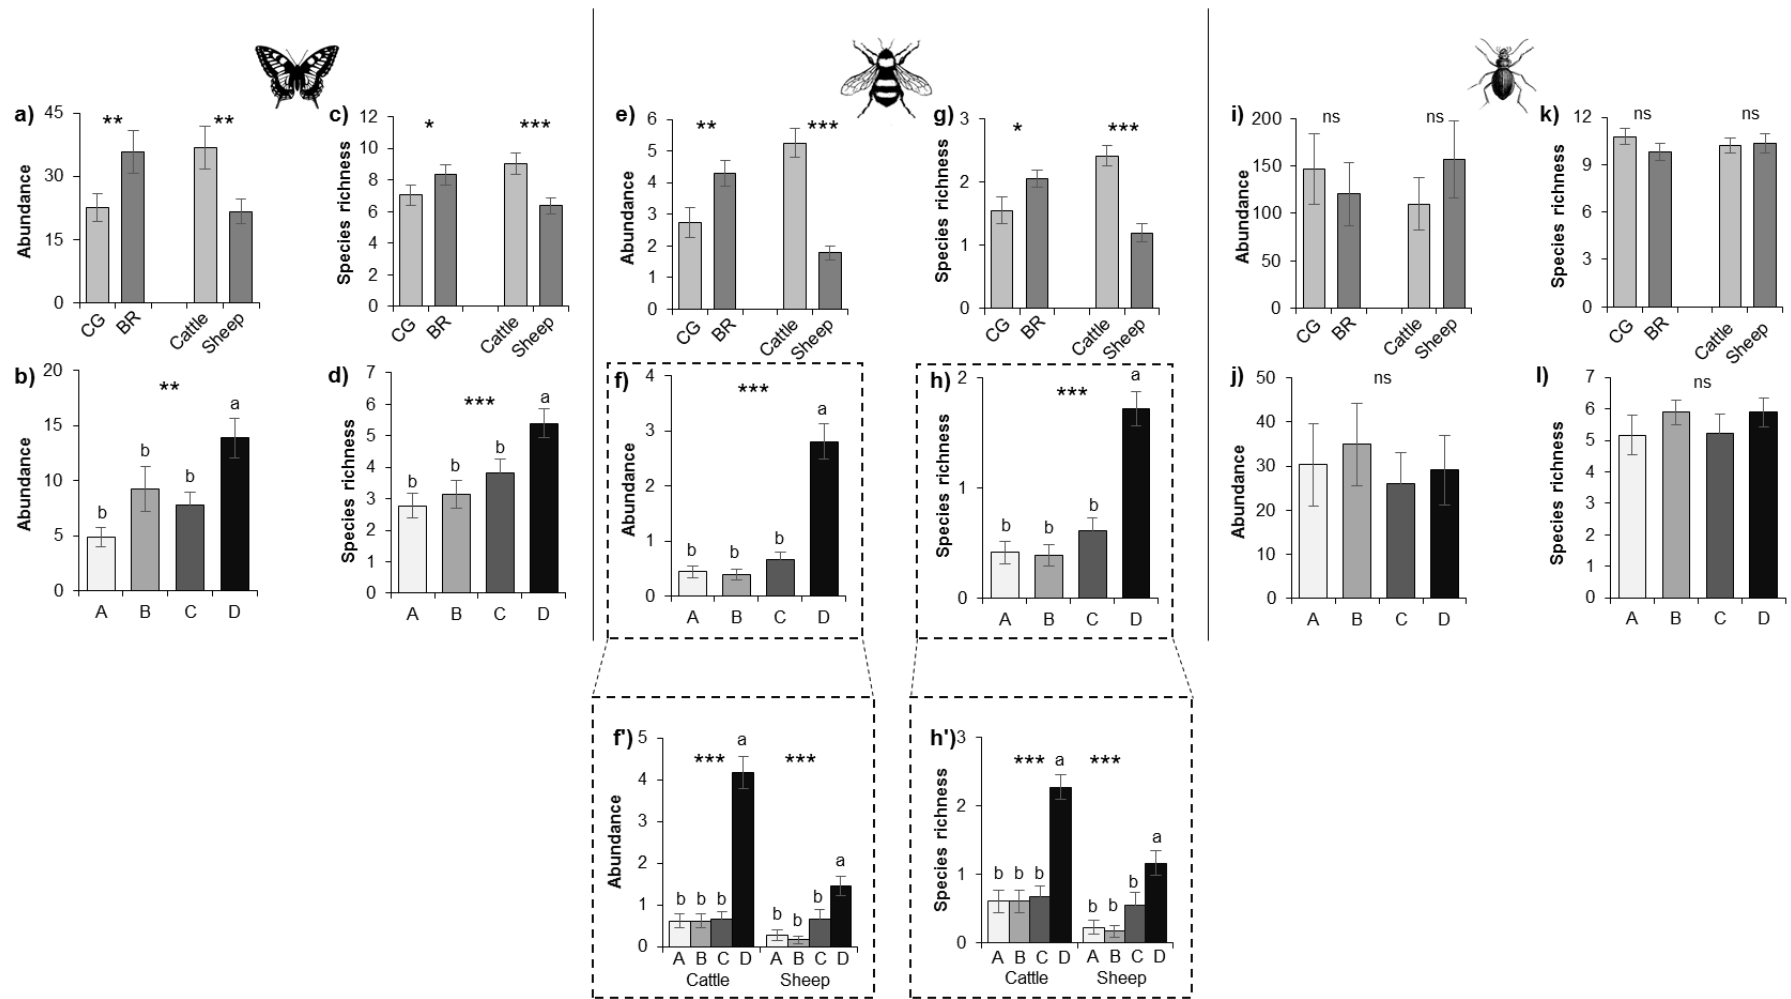 a)
**
**
45
30
15
0
Abundance
CG
BR
Cattle
Sheep
c)
*
***
12
10
8
6
4
2
0
Species richness
CG
BR
Cattle
Sheep
b)
**
20
15
10
5
0
Abundance
b
b
b
a
A B C D
d)
***
7
6
5
4
3
2
1
0
Species richness
b
b
b
a
A B C D
e)
**
***
6
5
4
3
2
1
0
Abundance
CG
BR
Cattle
Sheep
g)
*
***
3
2
1
0
Species richness
CG
BR
Cattle
Sheep
f)
***
4
3
2
1
0
Abundance
b
b
b
a
A B C D
h)
***
2
1
0
Species richness
b
b
b
a
A B C D
f')
***
***
5
4
3
2
1
0
Abundance
b b b a
b b b a
A B C D A B C D
Cattle Sheep
h')
***
***
3
2
1
0
Species richness
b b b a
b b b a
A B C D A B C D
Cattle Sheep
i)
ns
ns
200
150
100
50
0
Abundance
CG
BR
Cattle
Sheep
k)
ns
ns
12
9
6
3
0
Species richness
CG
BR
Cattle
Sheep
j)
ns
50
40
30
20
10
0
Abundance
A B C D
l)
ns
7
6
5
4
3
2
1
0
Species richness
A B C D